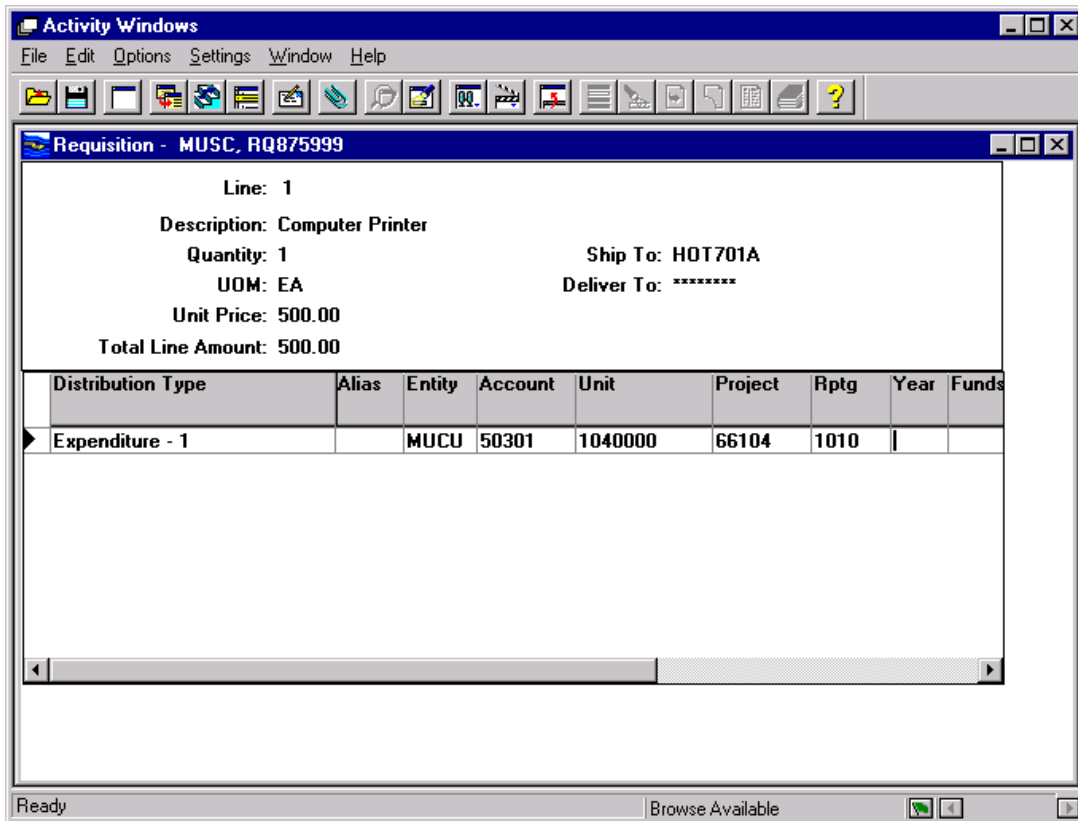 Activity Windows
File Edit Options Settings Window Help
Requisition - MUSC, RQ875999
Line: 1
Description: Computer Printer
Quantity: 1 Ship To: HOT701A
UOM: EA Deliver To: ********
Unit Price: 500.00
Total Line Amount: 500.00
Distribution Type Alias Entity Account Unit Project Rptg Year Funds
Expenditure - 1 MUCU 50301 1040000 66104 1010
Ready Browse Available